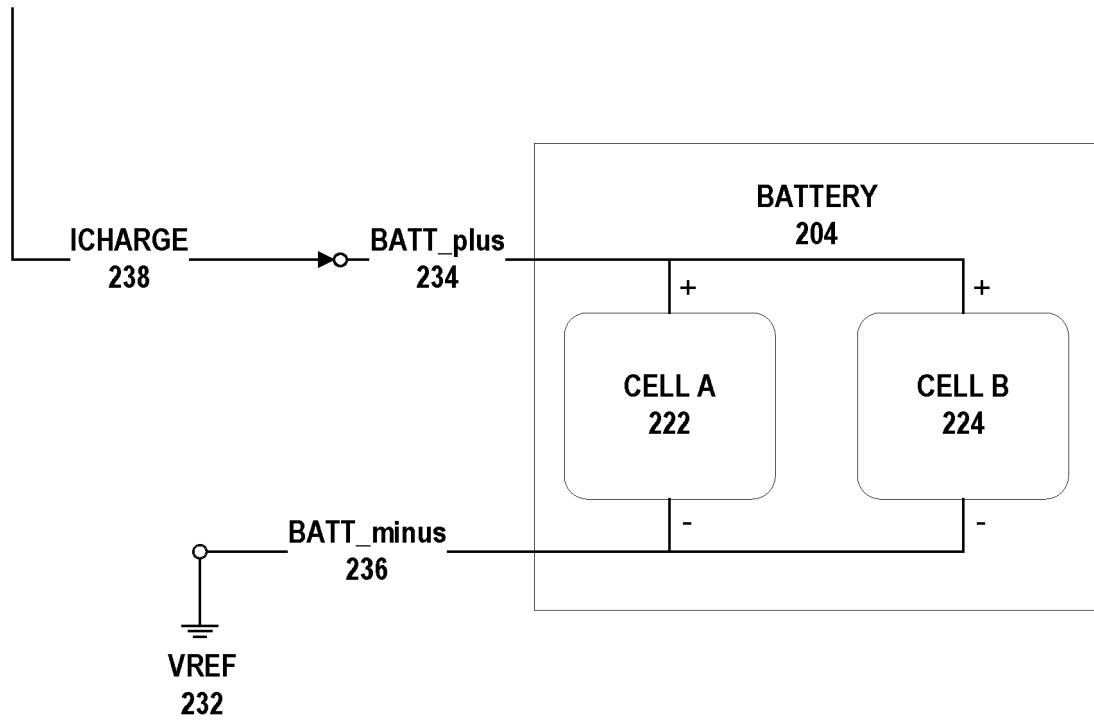 BATTERY
204
ICHARGE
238
BATT_plus
234
+
+
CELL A
222
CELL B
224
-
-
BATT_minus
236
VREF
232